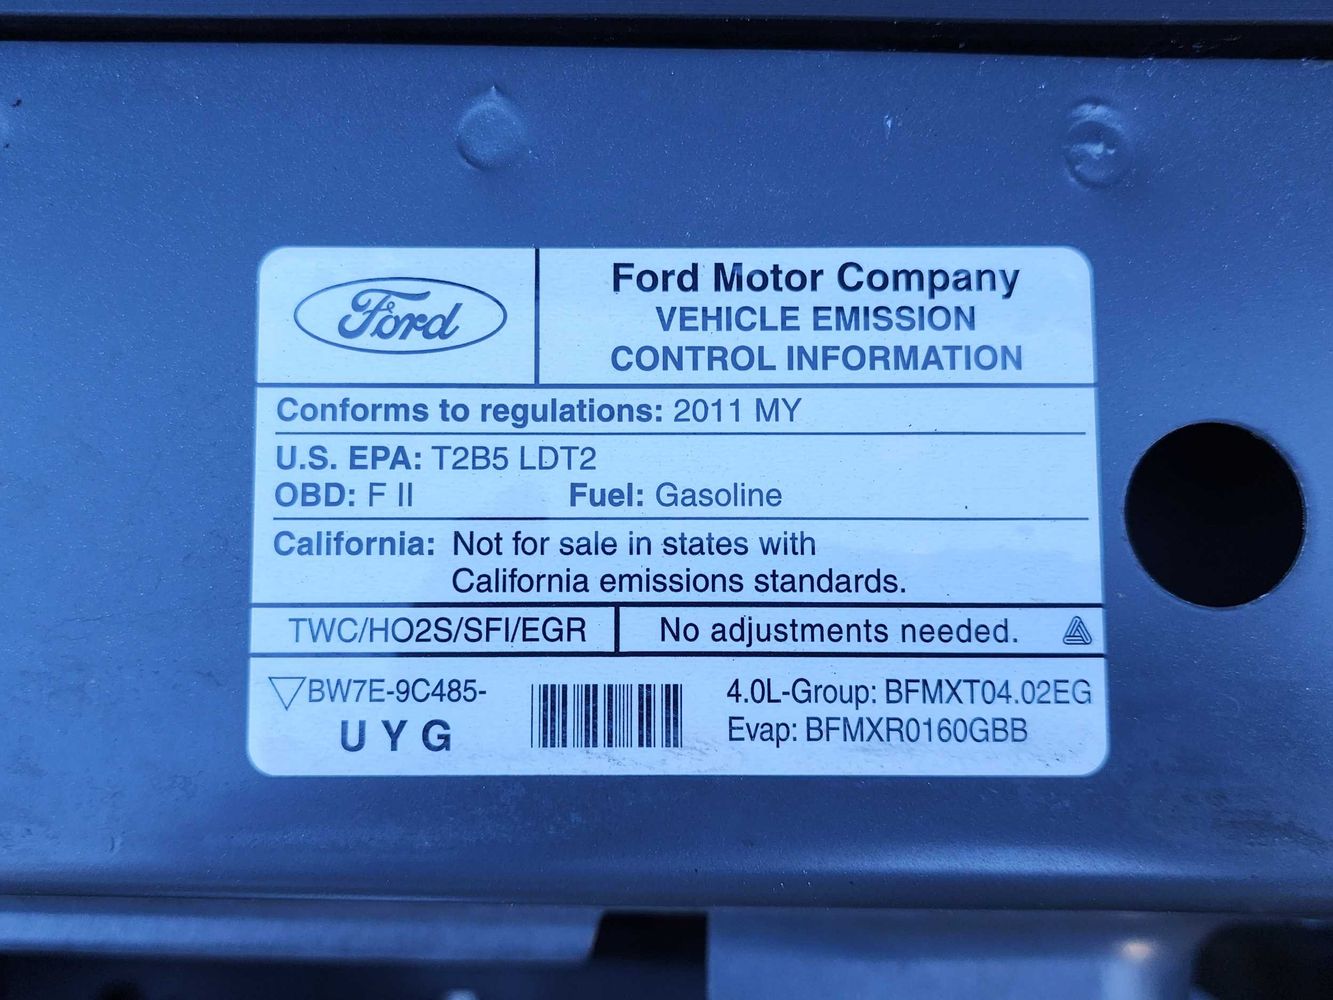 Ford
Ford Motor Company
VEHICLE EMISSION
CONTROL INFORMATION
Conforms to regulations: 2011 MY
U.S. EPA: T2B5 LDT2
OBD: F II Fuel: Gasoline
California: Not for sale in states with
California emissions standards.
TWC/HO2S/SFI/EGR No adjustments needed.
BW7E-9C485- 4.0L-Group: BFMXT04.02EG
U Y G Evap: BFMXR0160GBB